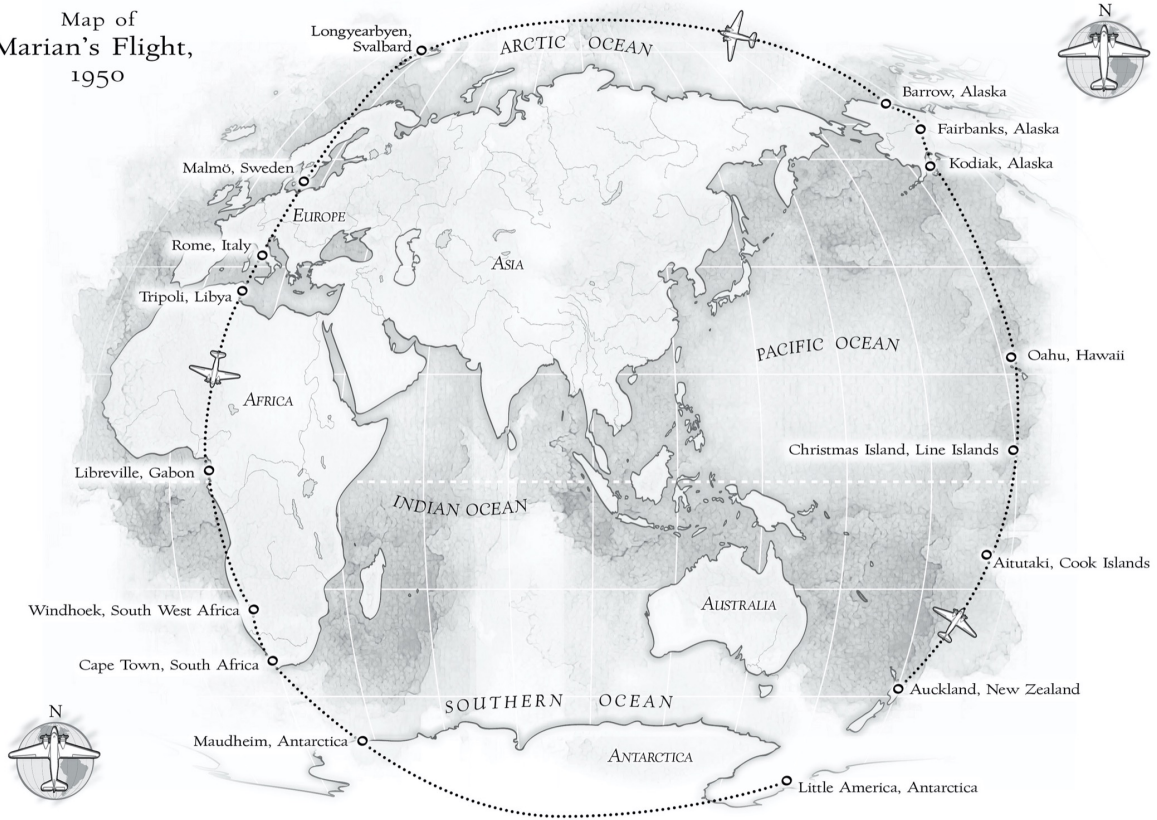 Map of
Marian's Flight,
1950
N
Longyearbyen,
Svalbard
ARCTIC OCEAN
Barrow, Alaska
Fairbanks, Alaska
Kodiak, Alaska
Malmö, Sweden
EUROPE
Rome, Italy
ASIA
Tripoli, Libya
PACIFIC OCEAN
Oahu, Hawaii
AFRICA
Christmas Island, Line Islands
Libreville, Gabon
INDIAN OCEAN
Aitutaki, Cook Islands
Windhoek, South West Africa
AUSTRALIA
Cape Town, South Africa
Auckland, New Zealand
SOUTHERN OCEAN
N
Maudheim, Antarctica
ANTARCTICA
Little America, Antarctica